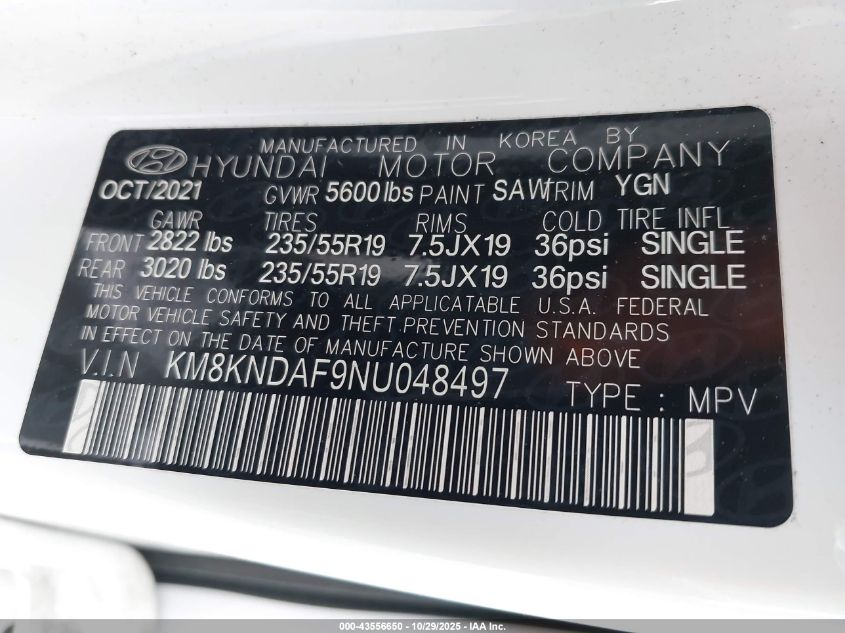 MANUFACTURED IN KOREA BY
HYUNDAI MOTOR COMPANY
OCT/2021 GVWR 5600 lbs PAINT SAW TRIM YGN
GAWR TIRES RIMS COLD TIRE INFL
FRONT 2822 lbs 235/55R19 7.5JX19 36psi SINGLE
REAR 3020 lbs 235/55R19 7.5JX19 36psi SINGLE
THIS VEHICLE CONFORMS TO ALL APPLICATABLE U.S.A. FEDERAL
MOTOR VEHICLE SAFETY AND THEFT PREVENTION STANDARDS
IN EFFECT ON THE DATE OF MANUFACTURE SHOWN ABOVE
V.I.N KM8KNDAF9NU048497 TYPE : MPV
000-43556650 - 10/29/2025 - IAA Inc.